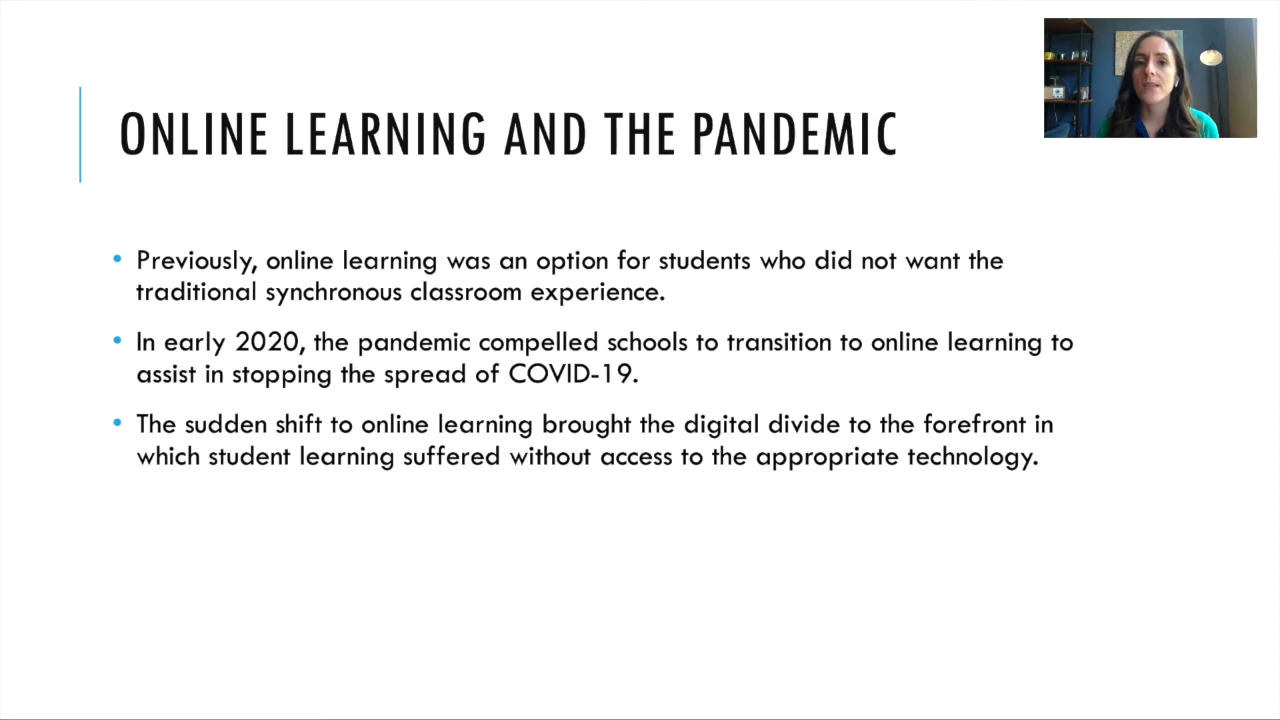 ONLINE LEARNING AND THE PANDEMIC
• Previously, online learning was an option for students who did not want the
traditional synchronous classroom experience.
• In early 2020, the pandemic compelled schools to transition to online learning to
assist in stopping the spread of COVID-19.
• The sudden shift to online learning brought the digital divide to the forefront in
which student learning suffered without access to the appropriate technology.